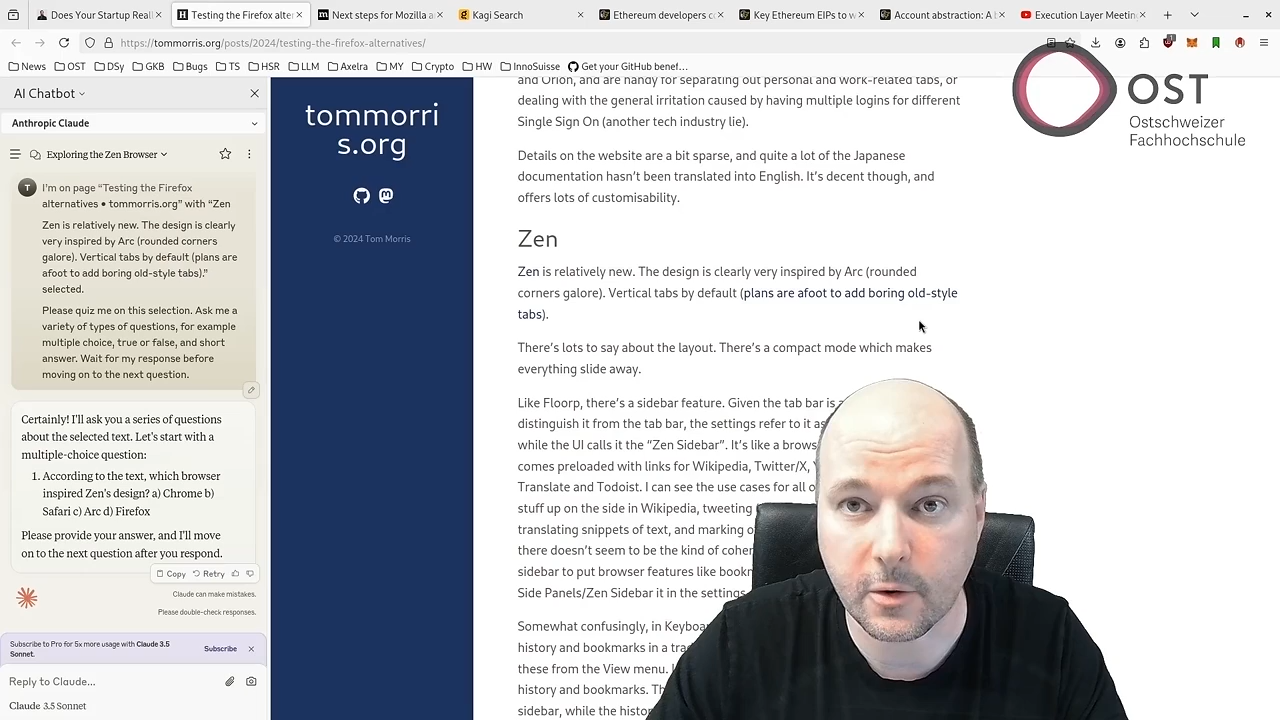 Does Your Startup Reall
Testing the Firefox alter
Next steps for Mozilla a
Kagi Search
Ethereum developers c
Key Ethereum EIPs to w
Account abstraction: A b
Execution Layer Meetin
https://tommorris.org/posts/2024/testing-the-firefox-alternatives/
News OST DSy GKB Bugs TS HSR LLM Axelra MY Crypto HW InnoSuisse Get your GitHub benef…
AI Chatbot
Anthropic Claude
Exploring the Zen Browser
T
I'm on page “Testing the Firefox
alternatives • tommorris.org” with “Zen
Zen is relatively new. The design is clearly
very inspired by Arc (rounded corners
galore). Vertical tabs by default (plans are
afoot to add boring old-style tabs).”
selected.
Please quiz me on this selection. Ask me a
variety of types of questions, for example
multiple choice, true or false, and short
answer. Wait for my response before
moving on to the next question.
Certainly! I'll ask you a series of questions
about the selected text. Let's start with a
multiple-choice question:
1. According to the text, which browser
inspired Zen's design? a) Chrome b)
Safari c) Arc d) Firefox
Please provide your answer, and I'll move
on to the next question after you respond.
Copy Retry
Claude can make mistakes.
Please double-check responses.
Subscribe to Pro for 5x more usage with Claude 3.5
Sonnet.
Subscribe
Reply to Claude...
Claude 3.5 Sonnet
tommorri
s.org
© 2024 Tom Morris
and Orion, and are handy for separating out personal and work-related tabs, or
dealing with the general irritation caused by having multiple logins for different
Single Sign On (another tech industry lie).
Details on the website are a bit sparse, and quite a lot of the Japanese
documentation hasn't been translated into English. It's decent though, and
offers lots of customisability.
Zen
Zen is relatively new. The design is clearly very inspired by Arc (rounded
corners galore). Vertical tabs by default (plans are afoot to add boring old-style
tabs).
There's lots to say about the layout. There's a compact mode which makes
everything slide away.
Like Floorp, there's a sidebar feature. Given the tab bar is
distinguish it from the tab bar, the settings refer to it as
while the UI calls it the “Zen Sidebar”. It's like a brows
comes preloaded with links for Wikipedia, Twitter/X, Y
Translate and Todoist. I can see the use cases for all o
stuff up on the side in Wikipedia, tweeting
translating snippets of text, and marking o
there doesn't seem to be the kind of coher
sidebar to put browser features like bookm
Side Panels/Zen Sidebar it in the settings
Somewhat confusingly, in Keyboa
history and bookmarks in a trad
these from the View menu.
history and bookmarks. Th
sidebar, while the histor
OST
Ostschweizer
Fachhochschule